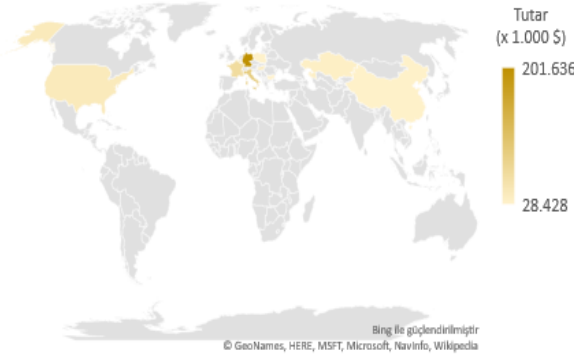 Tutar
(x 1.000 $)
201.636
28.428
Bing ile güçlendirilmiştir
© GeoNames, HERE, MSFT, Microsoft, NavInfo, Wikipedia